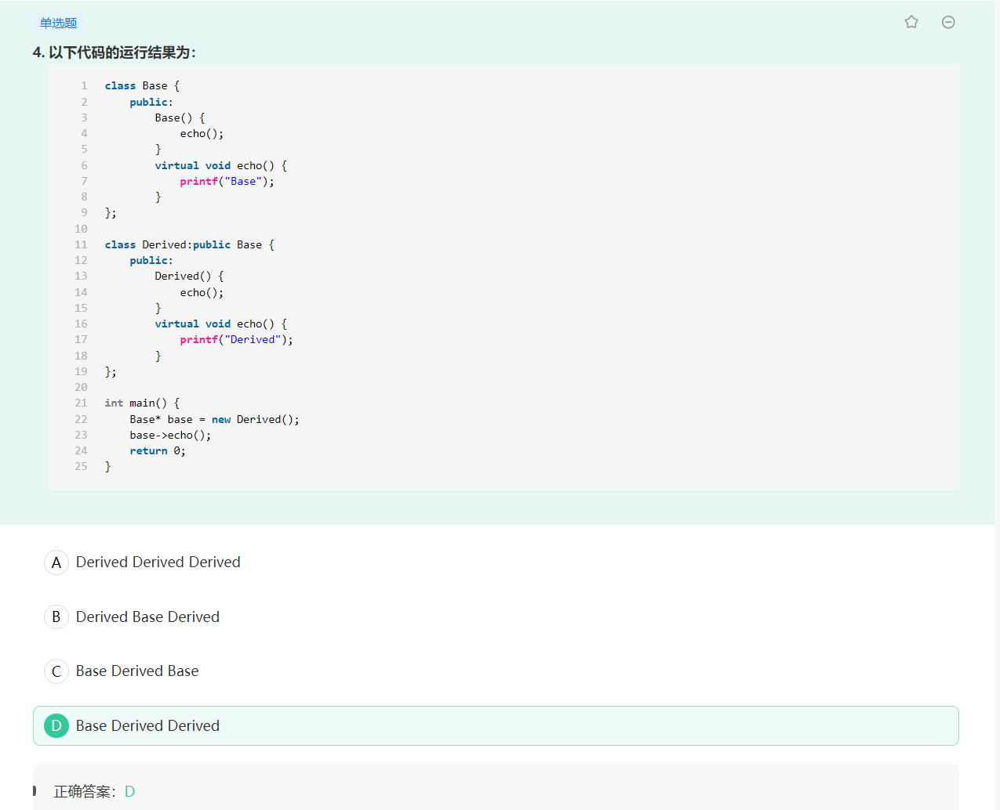 单选题
4. 以下代码的运行结果为：
1 class Base {
2 public:
3 Base() {
4 echo();
5 }
6 virtual void echo() {
7 printf("Base");
8 }
9 };
10
11 class Derived:public Base {
12 public:
13 Derived() {
14 echo();
15 }
16 virtual void echo() {
17 printf("Derived");
18 }
19 };
20
21 int main() {
22 Base* base = new Derived();
23 base->echo();
24 return 0;
25 }
A Derived Derived Derived
B Derived Base Derived
C Base Derived Base
D Base Derived Derived
正确答案：D